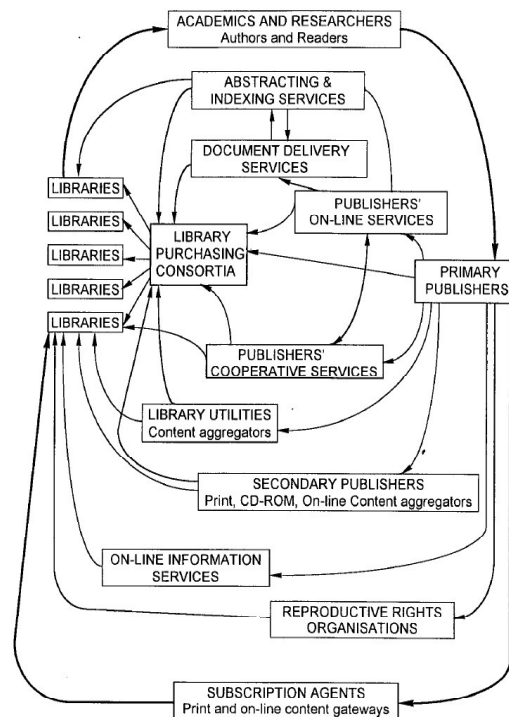 ACADEMICS AND RESEARCHERS
Authors and Readers
ABSTRACTING &
INDEXING SERVICES
DOCUMENT DELIVERY
SERVICES
LIBRARIES
PUBLISHERS'
ON-LINE SERVICES
LIBRARIES
LIBRARY
PURCHASING
CONSORTIA
LIBRARIES
PRIMARY
PUBLISHERS
LIBRARIES
LIBRARIES
PUBLISHERS'
COOPERATIVE SERVICES
LIBRARY UTILITIES
Content aggregators
SECONDARY PUBLISHERS
Print, CD-ROM, On-line Content aggregators
ON-LINE INFORMATION
SERVICES
REPRODUCTIVE RIGHTS
ORGANISATIONS
SUBSCRIPTION AGENTS
Print and on-line content gateways